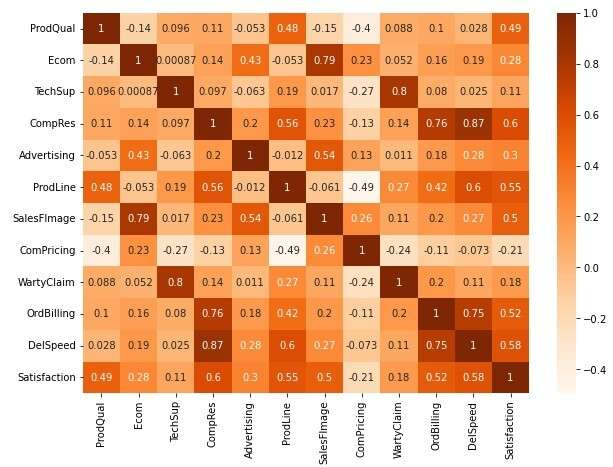 ProdQual 1 -0.14 0.096 0.11 -0.053 0.48 -0.15 -0.4 0.088 0.1 0.028 0.49
Ecom -0.14 1 0.00087 0.14 0.43 -0.053 0.79 0.23 0.052 0.16 0.19 0.28
TechSup 0.096 0.00087 1 0.097 -0.063 0.19 0.017 -0.27 0.8 0.08 0.025 0.11
CompRes 0.11 0.14 0.097 1 0.2 0.56 0.23 -0.13 0.14 0.76 0.87 0.6
Advertising -0.053 0.43 -0.063 0.2 1 -0.012 0.54 0.13 0.011 0.18 0.28 0.3
ProdLine 0.48 -0.053 0.19 0.56 -0.012 1 -0.061 -0.49 0.27 0.42 0.6 0.55
SalesFImage -0.15 0.79 0.017 0.23 0.54 -0.061 1 0.26 0.11 0.2 0.27 0.5
ComPricing -0.4 0.23 -0.27 -0.13 0.13 -0.49 0.26 1 -0.24 -0.11 -0.073 -0.21
WartyClaim 0.088 0.052 0.8 0.14 0.011 0.27 0.11 -0.24 1 0.2 0.11 0.18
OrdBilling 0.1 0.16 0.08 0.76 0.18 0.42 0.2 -0.11 0.2 1 0.75 0.52
DelSpeed 0.028 0.19 0.025 0.87 0.28 0.6 0.27 -0.073 0.11 0.75 1 0.58
Satisfaction 0.49 0.28 0.11 0.6 0.3 0.55 0.5 -0.21 0.18 0.52 0.58 1
ProdQual Ecom TechSup CompRes Advertising ProdLine SalesFImage ComPricing WartyClaim OrdBilling DelSpeed Satisfaction
1.0
0.8
0.6
0.4
0.2
0.0
−0.2
−0.4